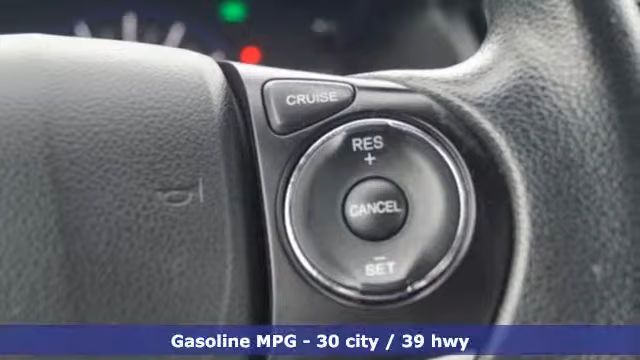 CRUISE
RES
+
CANCEL
–
SET
Gasoline MPG - 30 city / 39 hwy